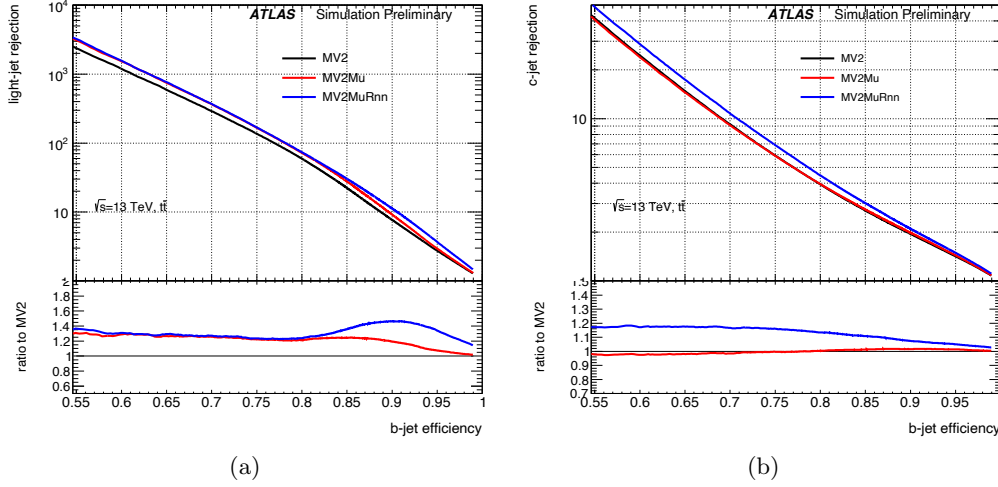 ATLAS Simulation Preliminary
light-jet rejection
10⁴
10³
10²
10
1
MV2
MV2Mu
MV2MuRnn
√s=13 TeV, tt̄
ratio to MV2
2
1.8
1.6
1.4
1.2
1
0.8
0.6
0.55 0.6 0.65 0.7 0.75 0.8 0.85 0.9 0.95 1
b-jet efficiency
(a)
ATLAS Simulation Preliminary
c-jet rejection
10
1
MV2
MV2Mu
MV2MuRnn
√s=13 TeV, tt̄
ratio to MV2
1.5
1.4
1.3
1.2
1.1
1
0.9
0.8
0.7
0.55 0.6 0.65 0.7 0.75 0.8 0.85 0.9 0.95
b-jet efficiency
(b)